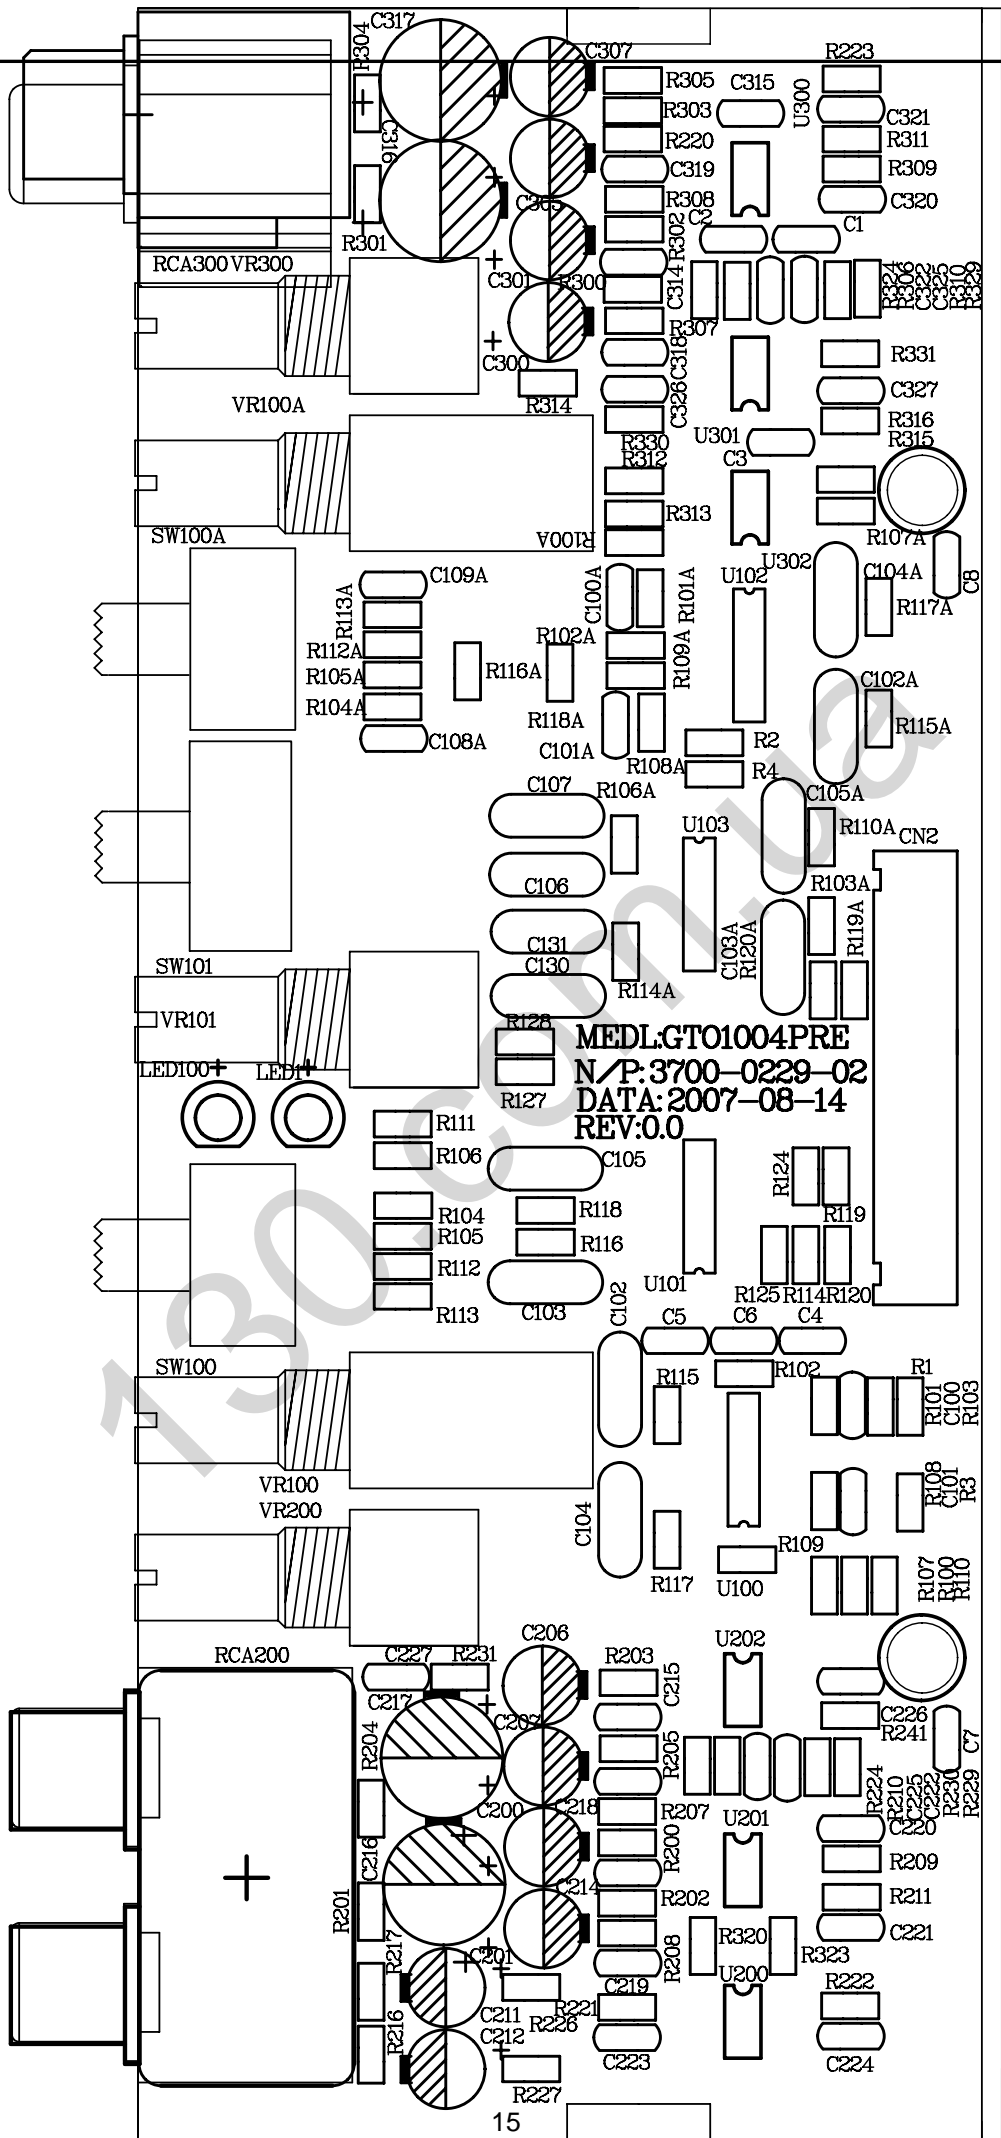 C317
R304
C307
R305
C315
U300
R223
R303
C321
R220
R311
C316
C319
R309
R308
C320
C303
R301
R302
C2
C1
RCA300
VR300
C301
R300
C314
R324
R306
C322
C325
R310
R329
R307
C300
C318
R331
R314
C326
C327
VR100A
R330
U301
R316
R312
C3
R315
SW100A
R100A
R313
R107A
U302
C109A
U102
C104A
C8
R113A
C100A
R101A
R117A
R112A
R102A
R109A
R105A
R116A
C102A
R104A
R118A
R115A
C108A
C101A
R108A
R2
R4
C107
R106A
C105A
U103
R110A
CN2
C106
R103A
R119A
C131
C103A
R120A
SW101
C130
R114A
VR101
R128
MEDL:GTO1004PRE
LED100
LED1
N/P:3700-0229-02
R127
DATA:2007-08-14
REV:0.0
R111
R106
C105
R124
R104
R118
R119
R105
R116
R112
U101
R125
R114
R120
R113
C103
C102
C5
C6
C4
SW100
R115
R102
R1
R101
C100
R103
VR100
R108
C101
R3
VR200
C104
R109
R117
U100
R107
R100
R110
RCA200
C206
U202
C227
R231
R203
C215
C217
C207
C226
R204
R205
R241
C7
C200
C218
R207
U201
R224
R210
C225
C222
R230
R229
C220
C216
R200
R209
R201
C214
R202
R211
R217
C201
R208
R320
R323
C221
U200
C211
R221
C219
R222
R216
C212
R226
C223
C224
R227
15
130.com.ua